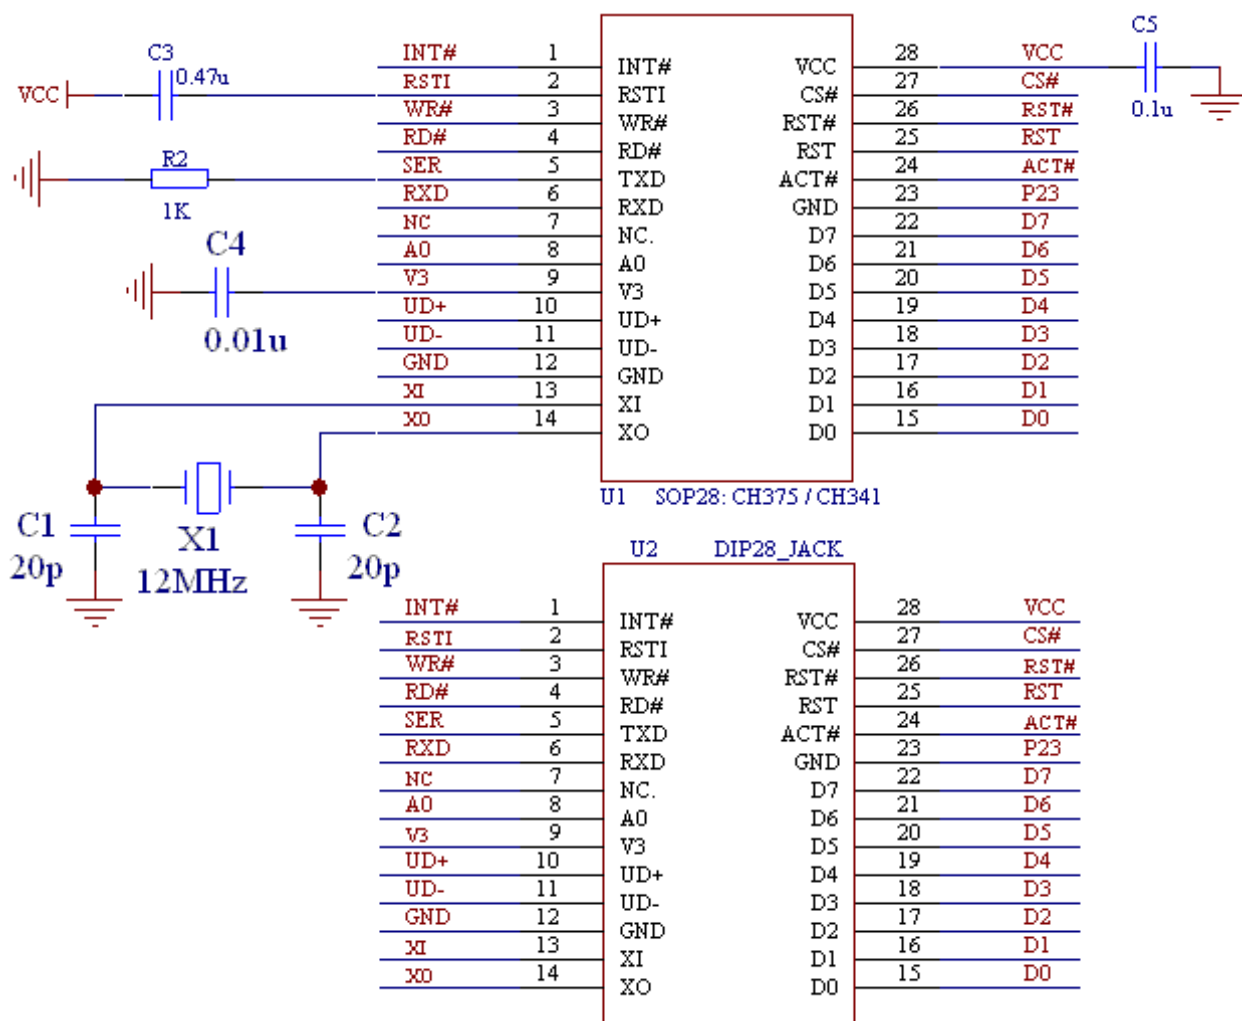 C3
0.47u
VCC
R2
1K
C4
0.01u
C1
20p
X1
12MHz
C2
20p
INT# 1 INT# VCC 28 VCC
RSTI 2 RSTI CS# 27 CS#
WR# 3 WR# RST# 26 RST#
RD# 4 RD# RST 25 RST
SER 5 TXD ACT# 24 ACT#
RXD 6 RXD GND 23 P23
NC 7 NC. D7 22 D7
A0 8 A0 D6 21 D6
V3 9 V3 D5 20 D5
UD+ 10 UD+ D4 19 D4
UD- 11 UD- D3 18 D3
GND 12 GND D2 17 D2
XI 13 XI D1 16 D1
XO 14 XO D0 15 D0
C5
0.1u
U1 SOP28: CH375 / CH341
U2 DIP28_JACK
INT# 1 INT# VCC 28 VCC
RSTI 2 RSTI CS# 27 CS#
WR# 3 WR# RST# 26 RST#
RD# 4 RD# RST 25 RST
SER 5 TXD ACT# 24 ACT#
RXD 6 RXD GND 23 P23
NC 7 NC. D7 22 D7
A0 8 A0 D6 21 D6
V3 9 V3 D5 20 D5
UD+ 10 UD+ D4 19 D4
UD- 11 UD- D3 18 D3
GND 12 GND D2 17 D2
XI 13 XI D1 16 D1
XO 14 XO D0 15 D0